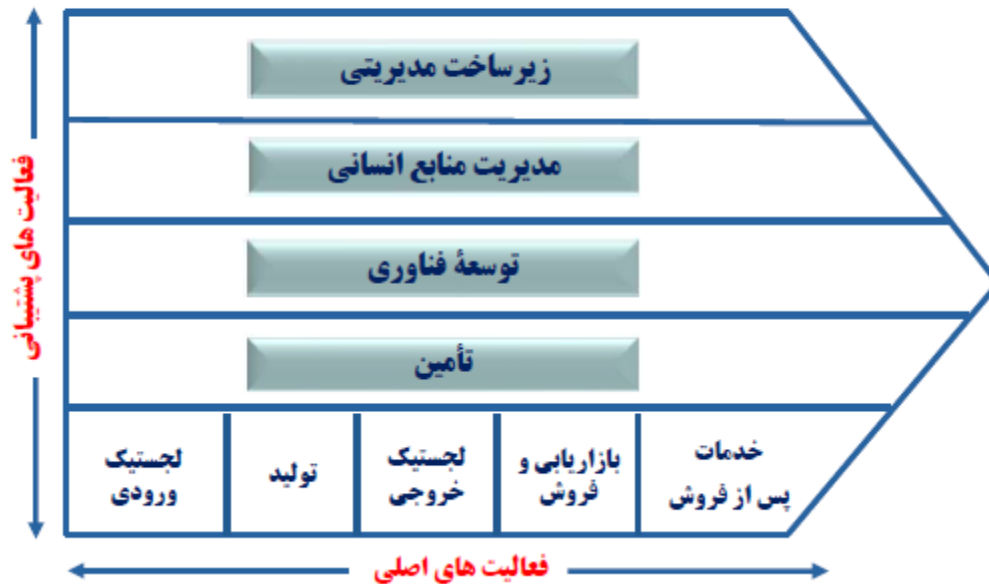 زیرساخت مدیریتی
مدیریت منابع انسانی
توسعهٔ فناوری
تأمین
فعالیت های پشتیبانی
لجستیک
ورودی
تولید
لجستیک
خروجی
بازاریابی و
فروش
خدمات
پس از فروش
فعالیت های اصلی